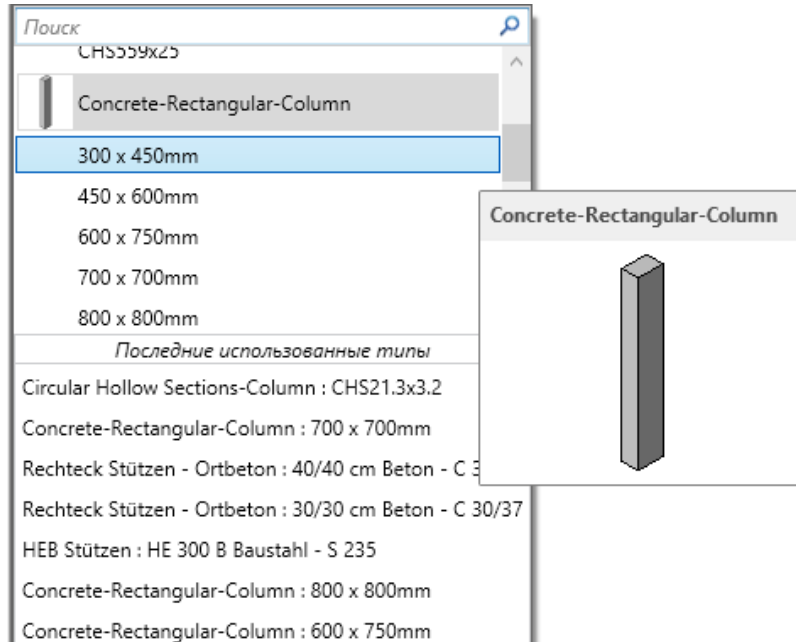 Поиск
CHS559x25
Concrete-Rectangular-Column
300 x 450mm
450 x 600mm
600 x 750mm
700 x 700mm
800 x 800mm
Последние использованные типы
Circular Hollow Sections-Column : CHS21.3x3.2
Concrete-Rectangular-Column : 700 x 700mm
Rechteck Stützen - Ortbeton : 40/40 cm Beton - C
Rechteck Stützen - Ortbeton : 30/30 cm Beton - C 30/37
HEB Stützen : HE 300 B Baustahl - S 235
Concrete-Rectangular-Column : 800 x 800mm
Concrete-Rectangular-Column : 600 x 750mm
Concrete-Rectangular-Column